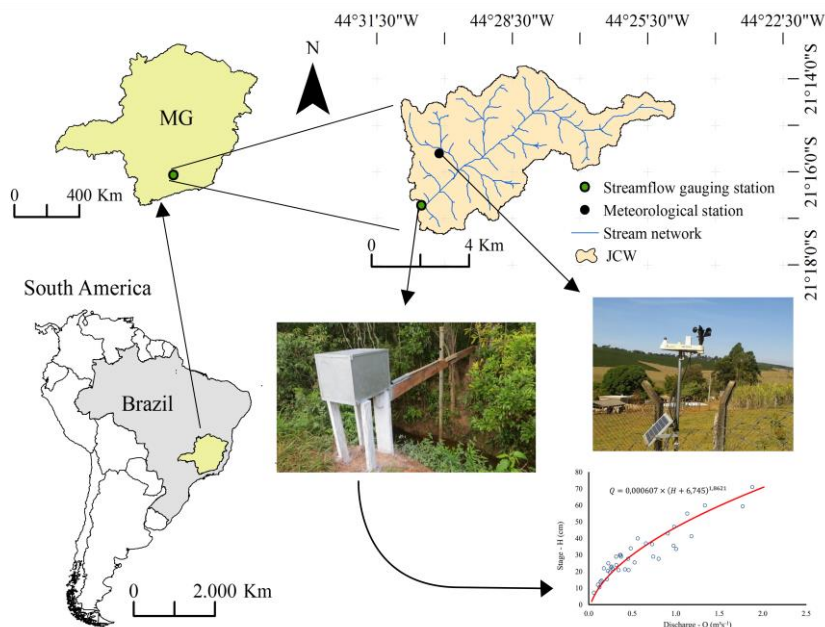 44°31'30"W 44°28'30"W 44°25'30"W 44°22'30"W
N
MG
21°14'0"S
21°16'0"S
21°18'0"S
0 400 Km
Streamflow gauging station
Meteorological station
Stream network
JCW
0 4 Km
South America
Brazil
0 2.000 Km
Q = 0,000607 × (H + 6,745)^1,8621
Stage - H (cm)
80
70
60
50
40
30
20
10
0
0.0 0.5 1.0 1.5 2.0 2.5
Discharge - Q (m³s⁻¹)